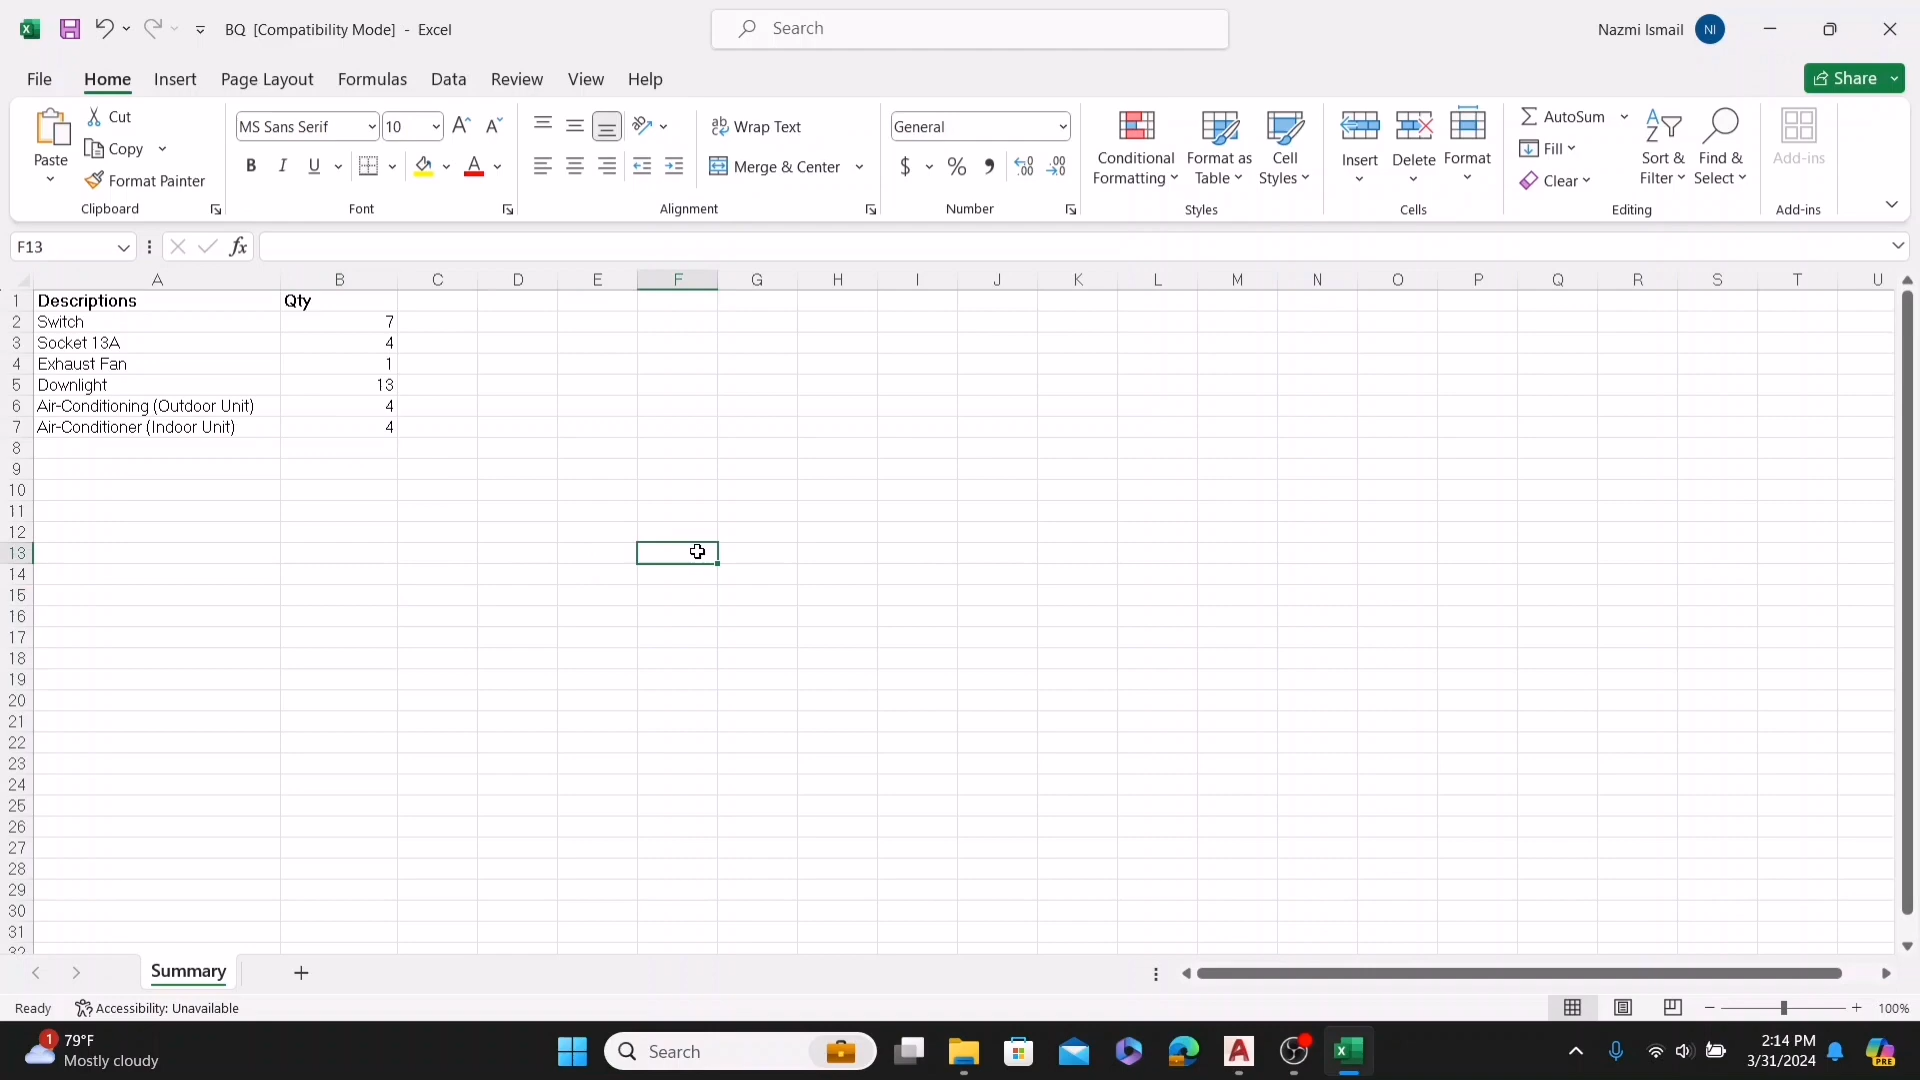 BQ [Compatibility Mode] - Excel
Search
Nazmi Ismail NI
File Home Insert Page Layout Formulas Data Review View Help
Share
Paste
Cut
Copy
Format Painter
Clipboard
MS Sans Serif 10
B I U A
Font
ab Wrap Text
Merge & Center
Alignment
General
$ % ,
Number
Conditional Formatting
Format as Table
Cell Styles
Styles
Insert Delete Format
Cells
AutoSum
Fill
Clear
Sort & Filter
Find & Select
Editing
Add-ins
Add-ins
F13 fx
A B C D E F G H I J K L M N O P Q R S T U
1 Descriptions Qty
2 Switch 7
3 Socket 13A 4
4 Exhaust Fan 1
5 Downlight 13
6 Air-Conditioning (Outdoor Unit) 4
7 Air-Conditioner (Indoor Unit) 4
8
9
10
11
12
13
14
15
16
17
18
19
20
21
22
23
24
25
26
27
28
29
30
31
32
Summary
Ready Accessibility: Unavailable 100%
1 79°F
Mostly cloudy
Search
2:14 PM
3/31/2024
PRE